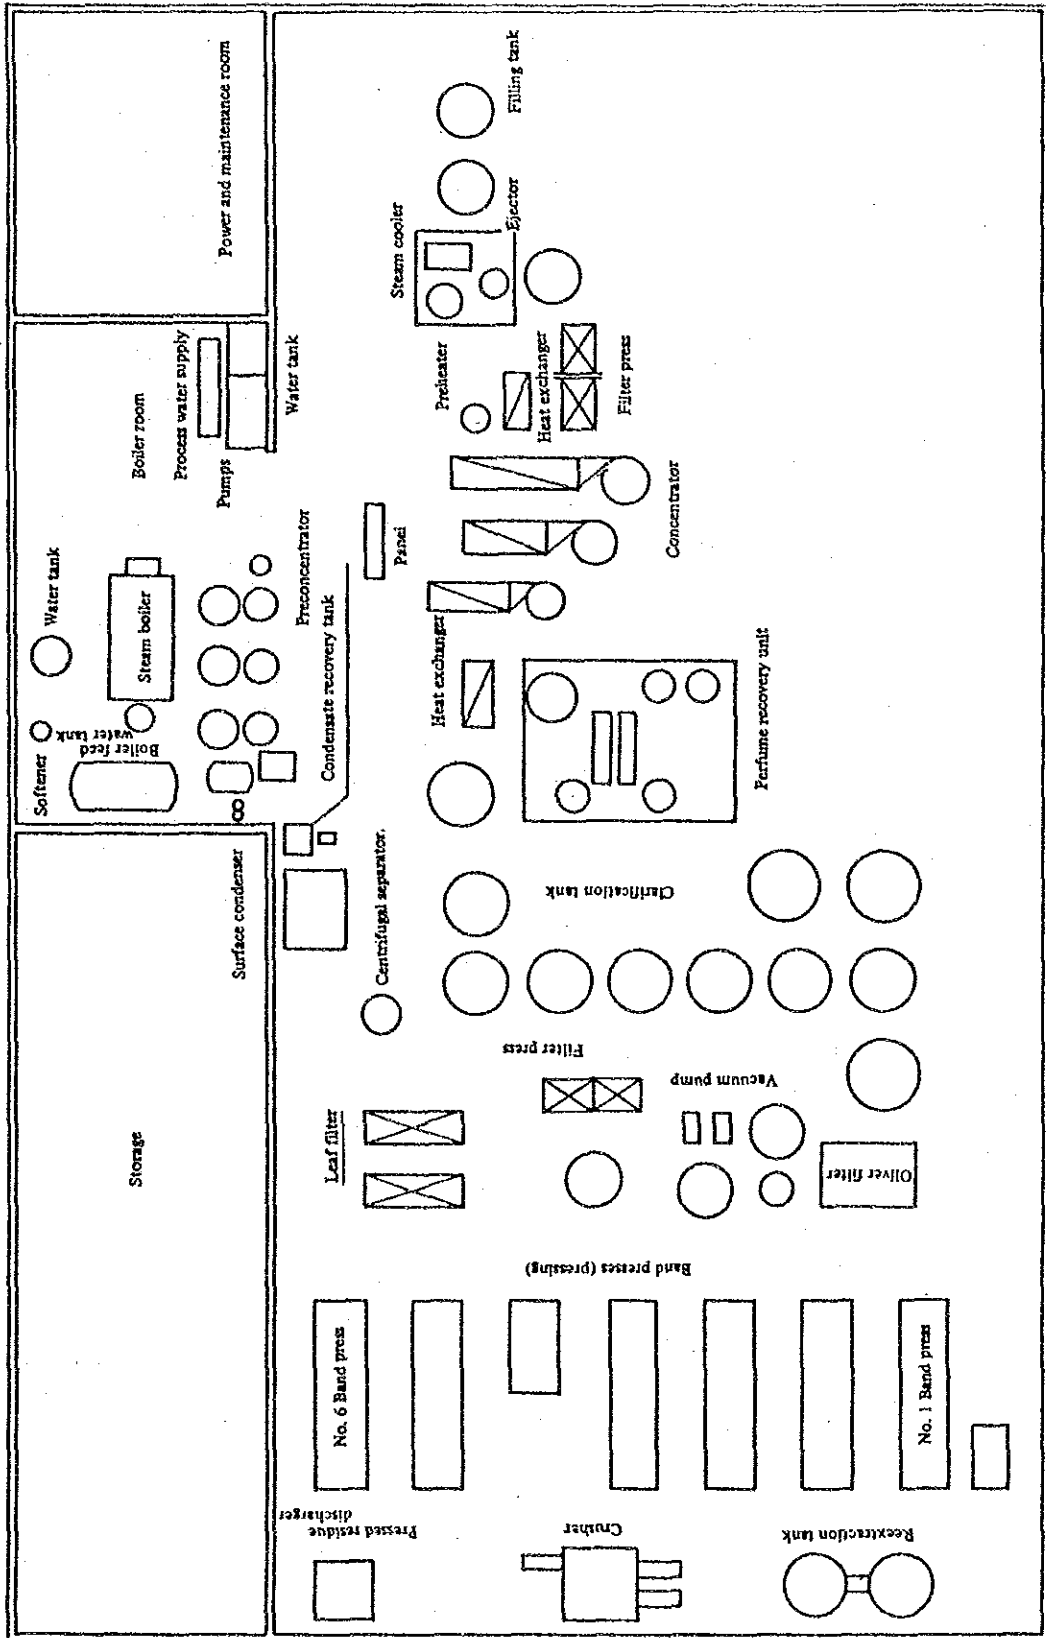 Power and maintenance room
Filling tank
Ejector
Steam cooler
Boiler room
Process water supply
Pumps
Water tank
Preheater
Heat exchanger
Filter press
Water tank
Steam boiler
Softener
Boiler feed
water tank
Preconcentrator
Condensate recovery tank
Panel
Concentrator
Heat exchanger
Perfume recovery unit
Storage
Surface condenser
Centrifugal separator.
Clarification tank
Filter press
Vacuum pump
Leaf filter
Oliver filter
Band presses (pressing)
No. 6 Band press
No. 1 Band press
Pressed residue
discharger
Crusher
Reextraction
tank